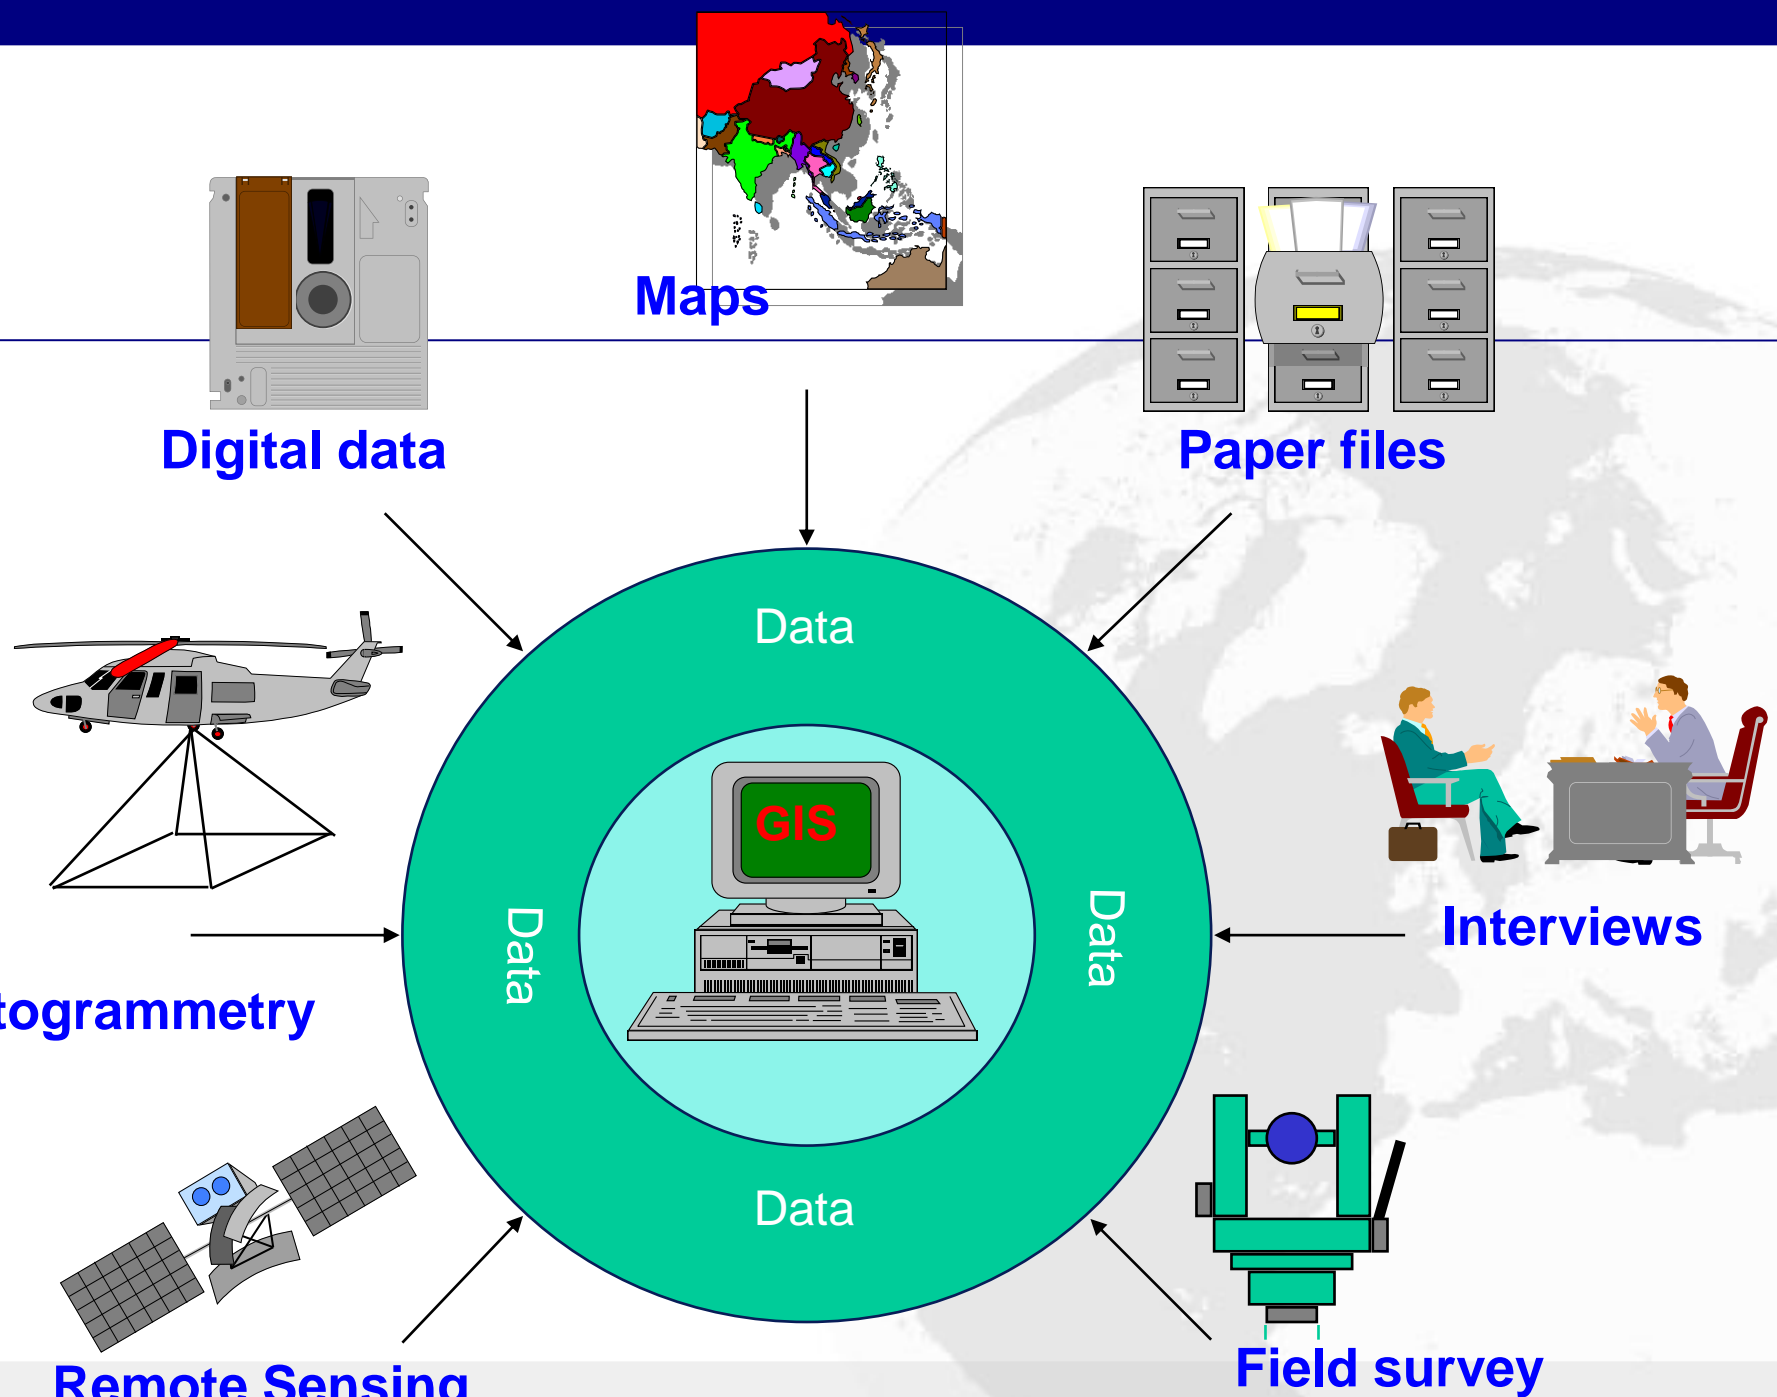 Maps
Digital data
Paper files
Data
GIS
Data
Data
Interviews
togrammetry
Data
Field survey
Remote Sensing